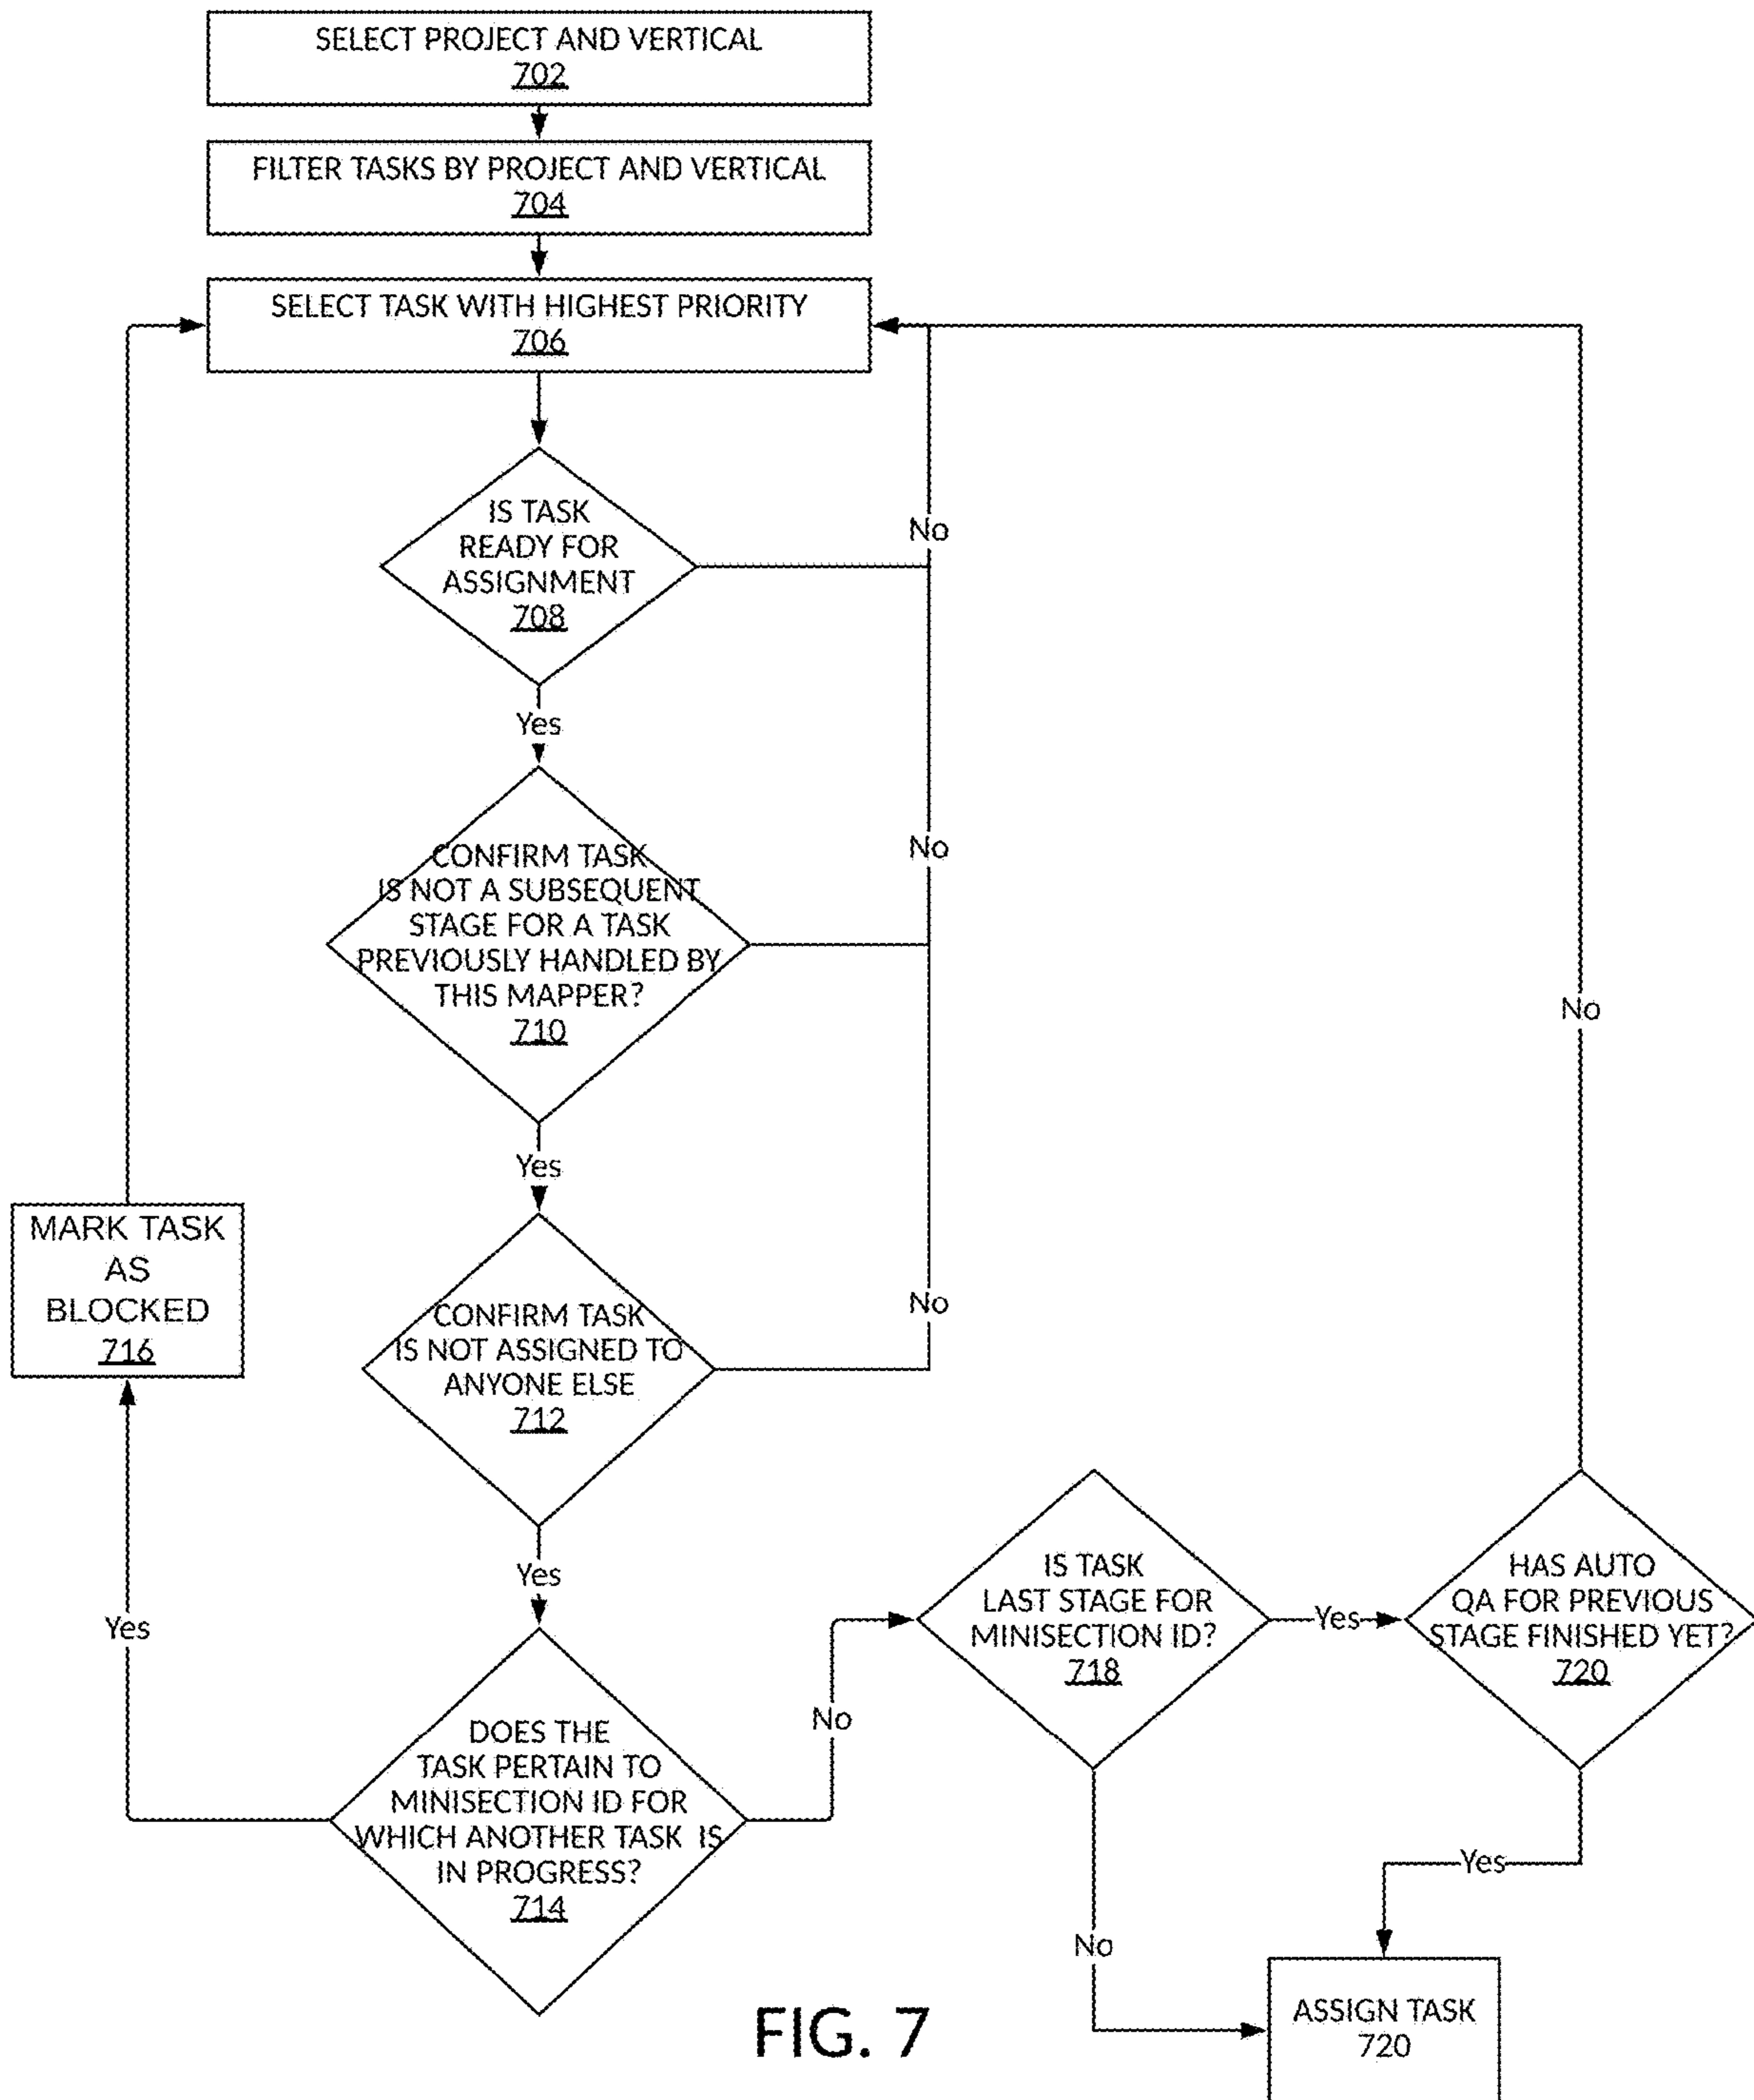 SELECT PROJECT AND VERTICAL
702
FILTER TASKS BY PROJECT AND VERTICAL
704
SELECT TASK WITH HIGHEST PRIORITY
706
IS TASK
READY FOR
ASSIGNMENT
708
No
Yes
CONFIRM TASK
IS NOT A SUBSEQUENT
STAGE FOR A TASK
PREVIOUSLY HANDLED BY
THIS MAPPER?
710
No
Yes
No
MARK TASK
AS
BLOCKED
716
CONFIRM TASK
IS NOT ASSIGNED TO
ANYONE ELSE
712
No
Yes
Yes
DOES THE
TASK PERTAIN TO
MINISECTION ID FOR
WHICH ANOTHER TASK IS
IN PROGRESS?
714
No
IS TASK
LAST STAGE FOR
MINISECTION ID?
718
Yes
HAS AUTO
QA FOR PREVIOUS
STAGE FINISHED YET?
720
Yes
No
ASSIGN TASK
720
FIG. 7